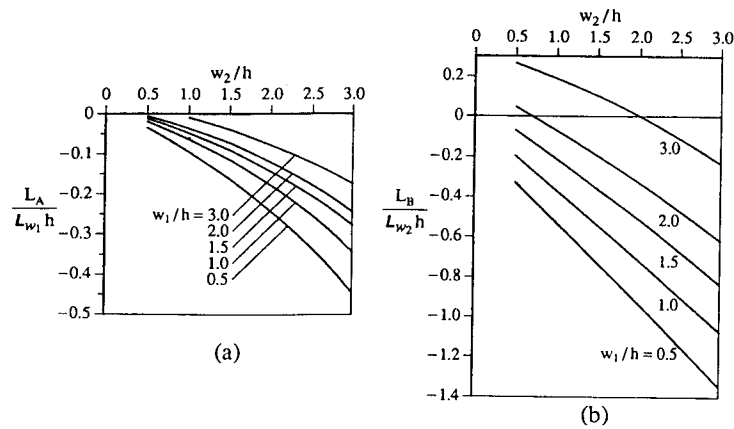 w₂/h
0 0.5 1.0 1.5 2.0 2.5 3.0
0
−0.1
−0.2
−0.3
−0.4
−0.5
L_A
L_w₁ h
w₁/h = 3.0
2.0
1.5
1.0
0.5
(a)
w₂/h
0 0.5 1.0 1.5 2.0 2.5 3.0
0.2
0
−0.2
−0.4
−0.6
−0.8
−1.0
−1.2
−1.4
L_B
L_w₂ h
3.0
2.0
1.5
1.0
w₁/h = 0.5
(b)